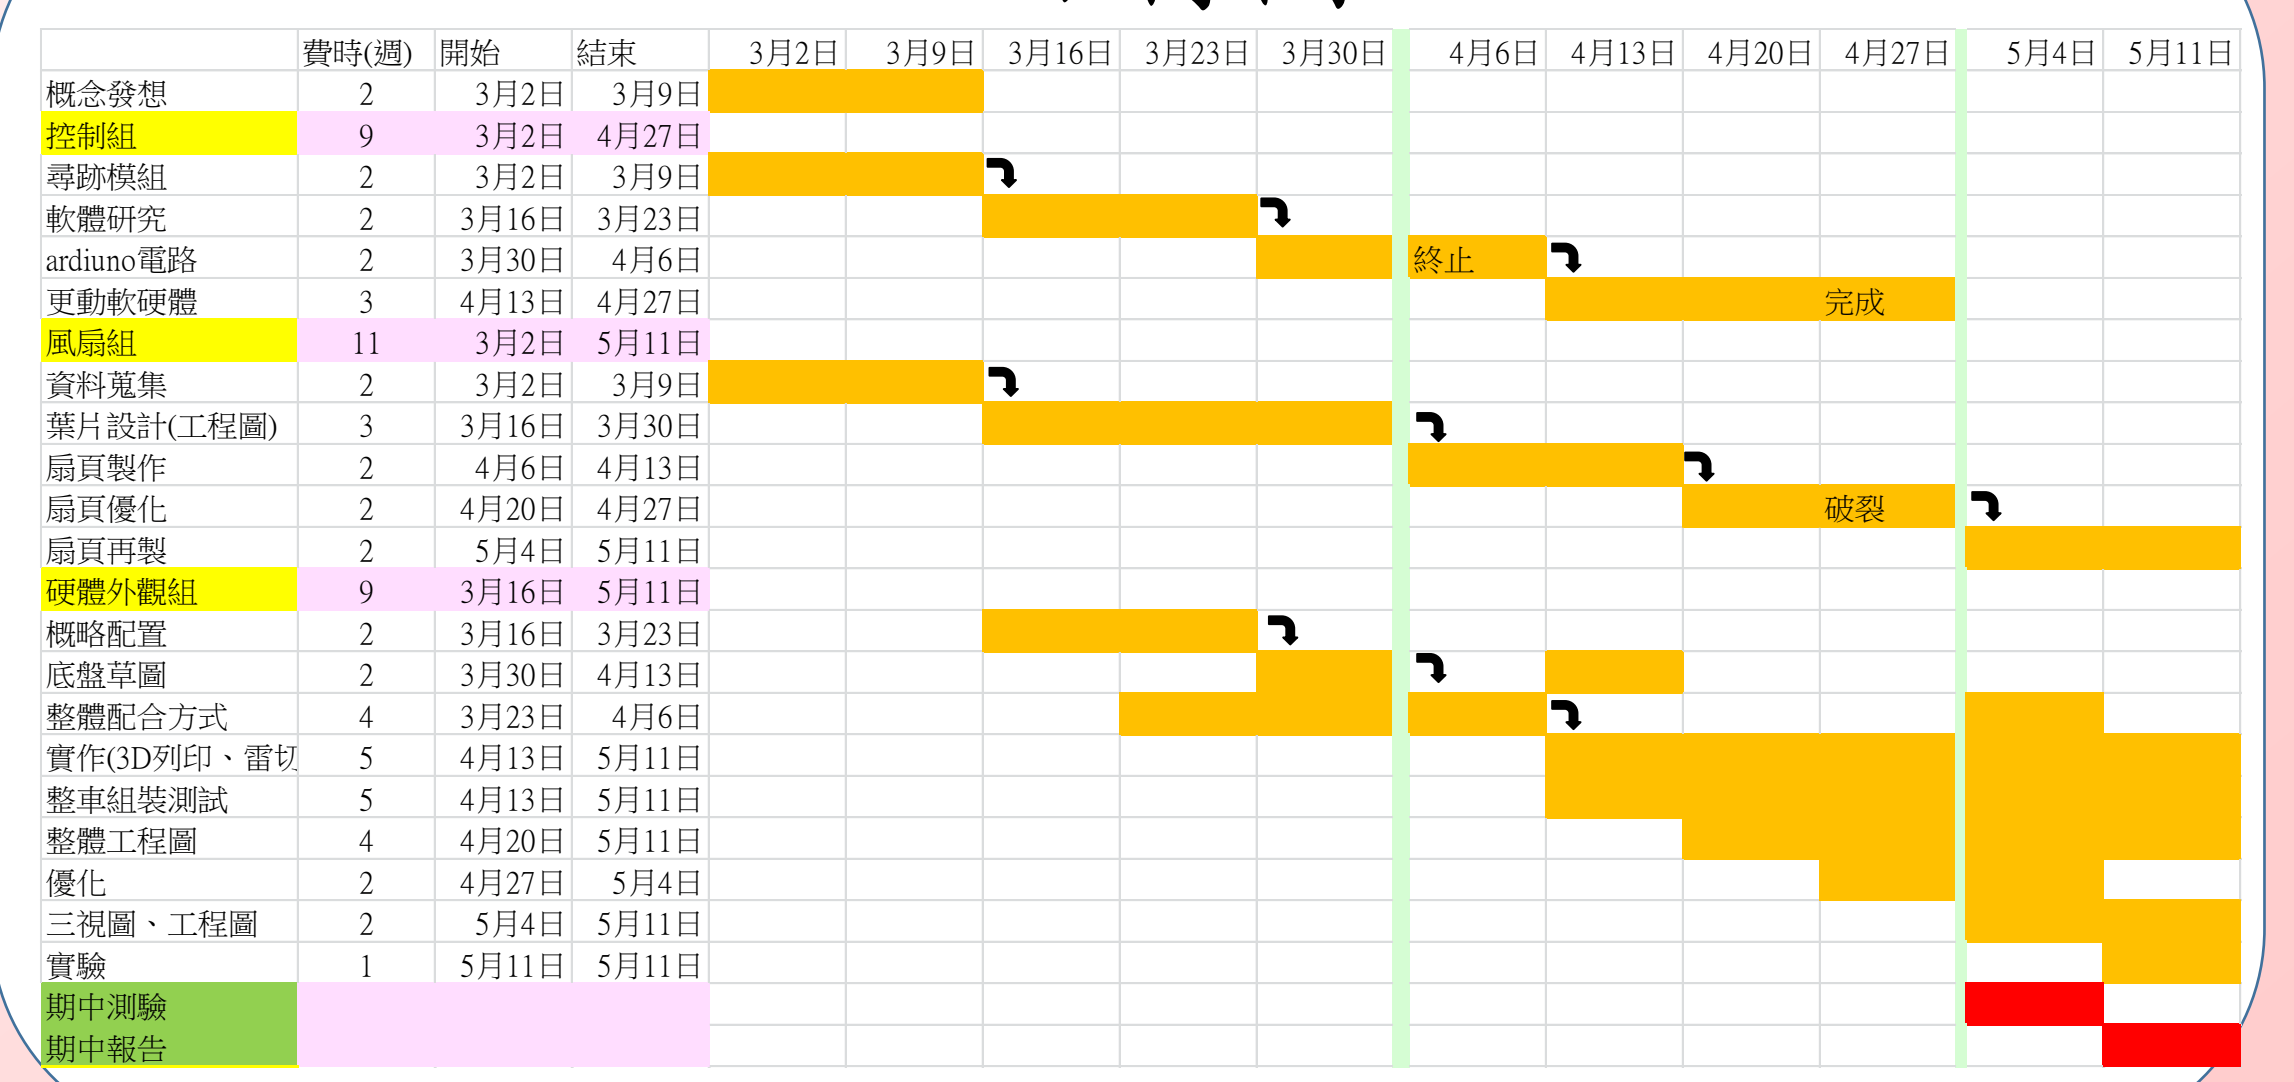 費時(週) 開始 結束 3月2日 3月9日 3月16日 3月23日 3月30日 4月6日 4月13日 4月20日 4月27日 5月4日 5月11日
概念發想 2 3月2日 3月9日
控制組 9 3月2日 4月27日
尋跡模組 2 3月2日 3月9日
軟體研究 2 3月16日 3月23日
ardiuno電路 2 3月30日 4月6日 終止
更動軟硬體 3 4月13日 4月27日 完成
風扇組 11 3月2日 5月11日
資料蒐集 2 3月2日 3月9日
葉片設計(工程圖) 3 3月16日 3月30日
扇頁製作 2 4月6日 4月13日
扇頁優化 2 4月20日 4月27日 破裂
扇頁再製 2 5月4日 5月11日
硬體外觀組 9 3月16日 5月11日
概略配置 2 3月16日 3月23日
底盤草圖 2 3月30日 4月13日
整體配合方式 4 3月23日 4月6日
實作(3D列印、雷切 5 4月13日 5月11日
整車組裝測試 5 4月13日 5月11日
整體工程圖 4 4月20日 5月11日
優化 2 4月27日 5月4日
三視圖、工程圖 2 5月4日 5月11日
實驗 1 5月11日 5月11日
期中測驗
期中報告